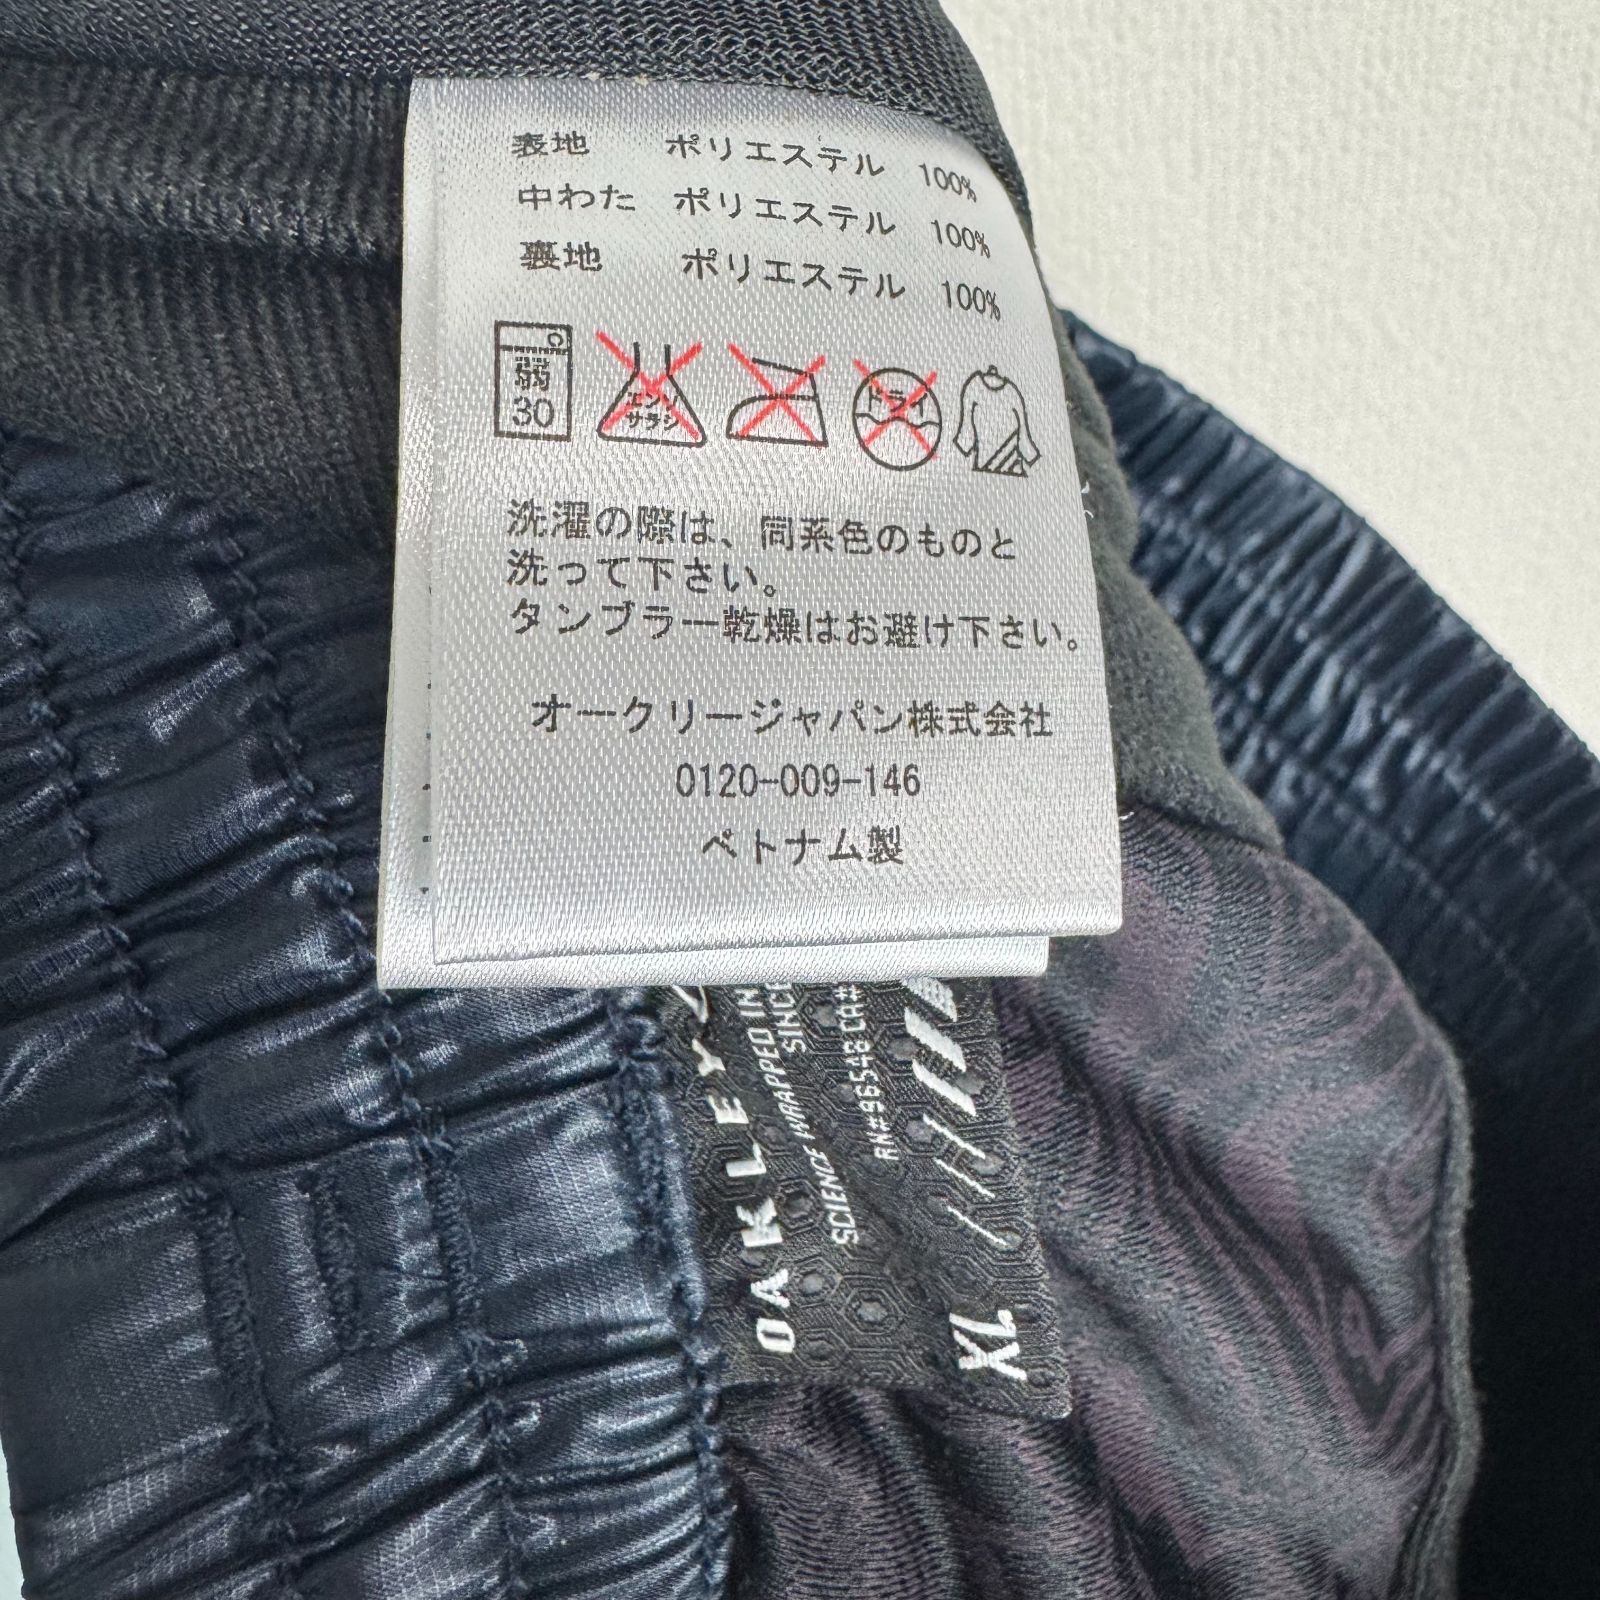 表地 ポリエステル 100%
中わた ポリエステル 100%
裏地 ポリエステル 100%
弱
30
エンソ
サラシ
ドライ
洗濯の際は、同系色のものと
洗って下さい。
タンブラー乾燥はお避け下さい。
オークリージャパン株式会社
0120-009-146
ベトナム製
OAKLEY
SCIENCE WRAPPED IN
SINCE
RN#96548 CA#
XL